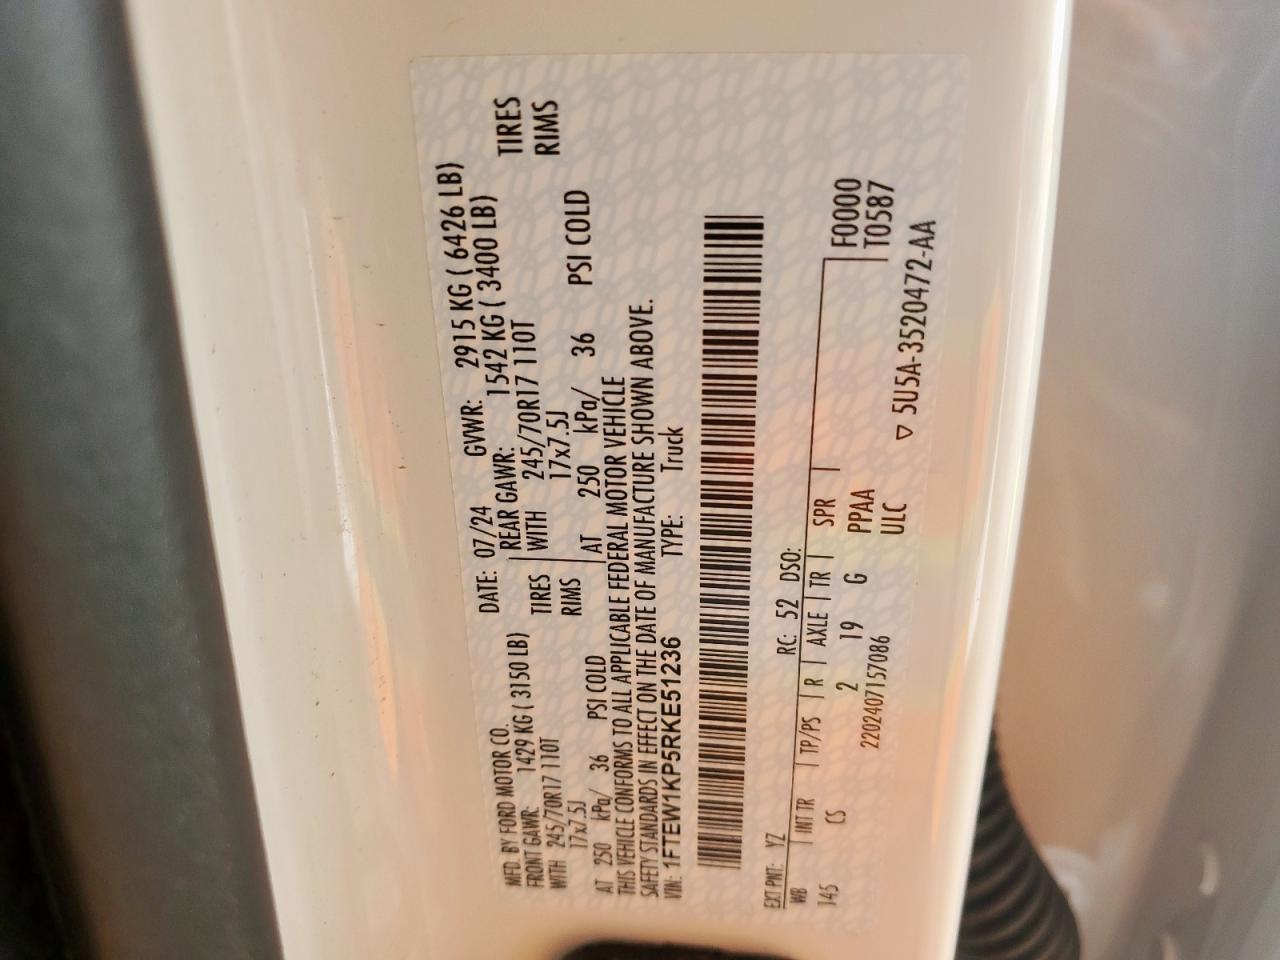 MFD. BY FORD MOTOR CO. DATE: 07/24 GVWR: 2915 KG ( 6426 LB)
FRONT GAWR: 1429 KG ( 3150 LB) REAR GAWR: 1542 KG ( 3400 LB)
WITH 245/70R17 110T TIRES WITH 245/70R17 110T TIRES
17x7.5J RIMS 17x7.5J RIMS
AT 250 kPa/ 36 PSI COLD AT 250 kPa/ 36 PSI COLD
THIS VEHICLE CONFORMS TO ALL APPLICABLE FEDERAL MOTOR VEHICLE
SAFETY STANDARDS IN EFFECT ON THE DATE OF MANUFACTURE SHOWN ABOVE.
VIN: 1FTEW1KP5RKE51236 TYPE: Truck
EXT PNT: YZ RC: 52 DSO:
WB | INT TR | TP/PS | R | AXLE | TR | SPR | F0000
145 CS 2 19 G PPAA T0587
2202407157086 ULC
▽ 5U5A-3520472-AA